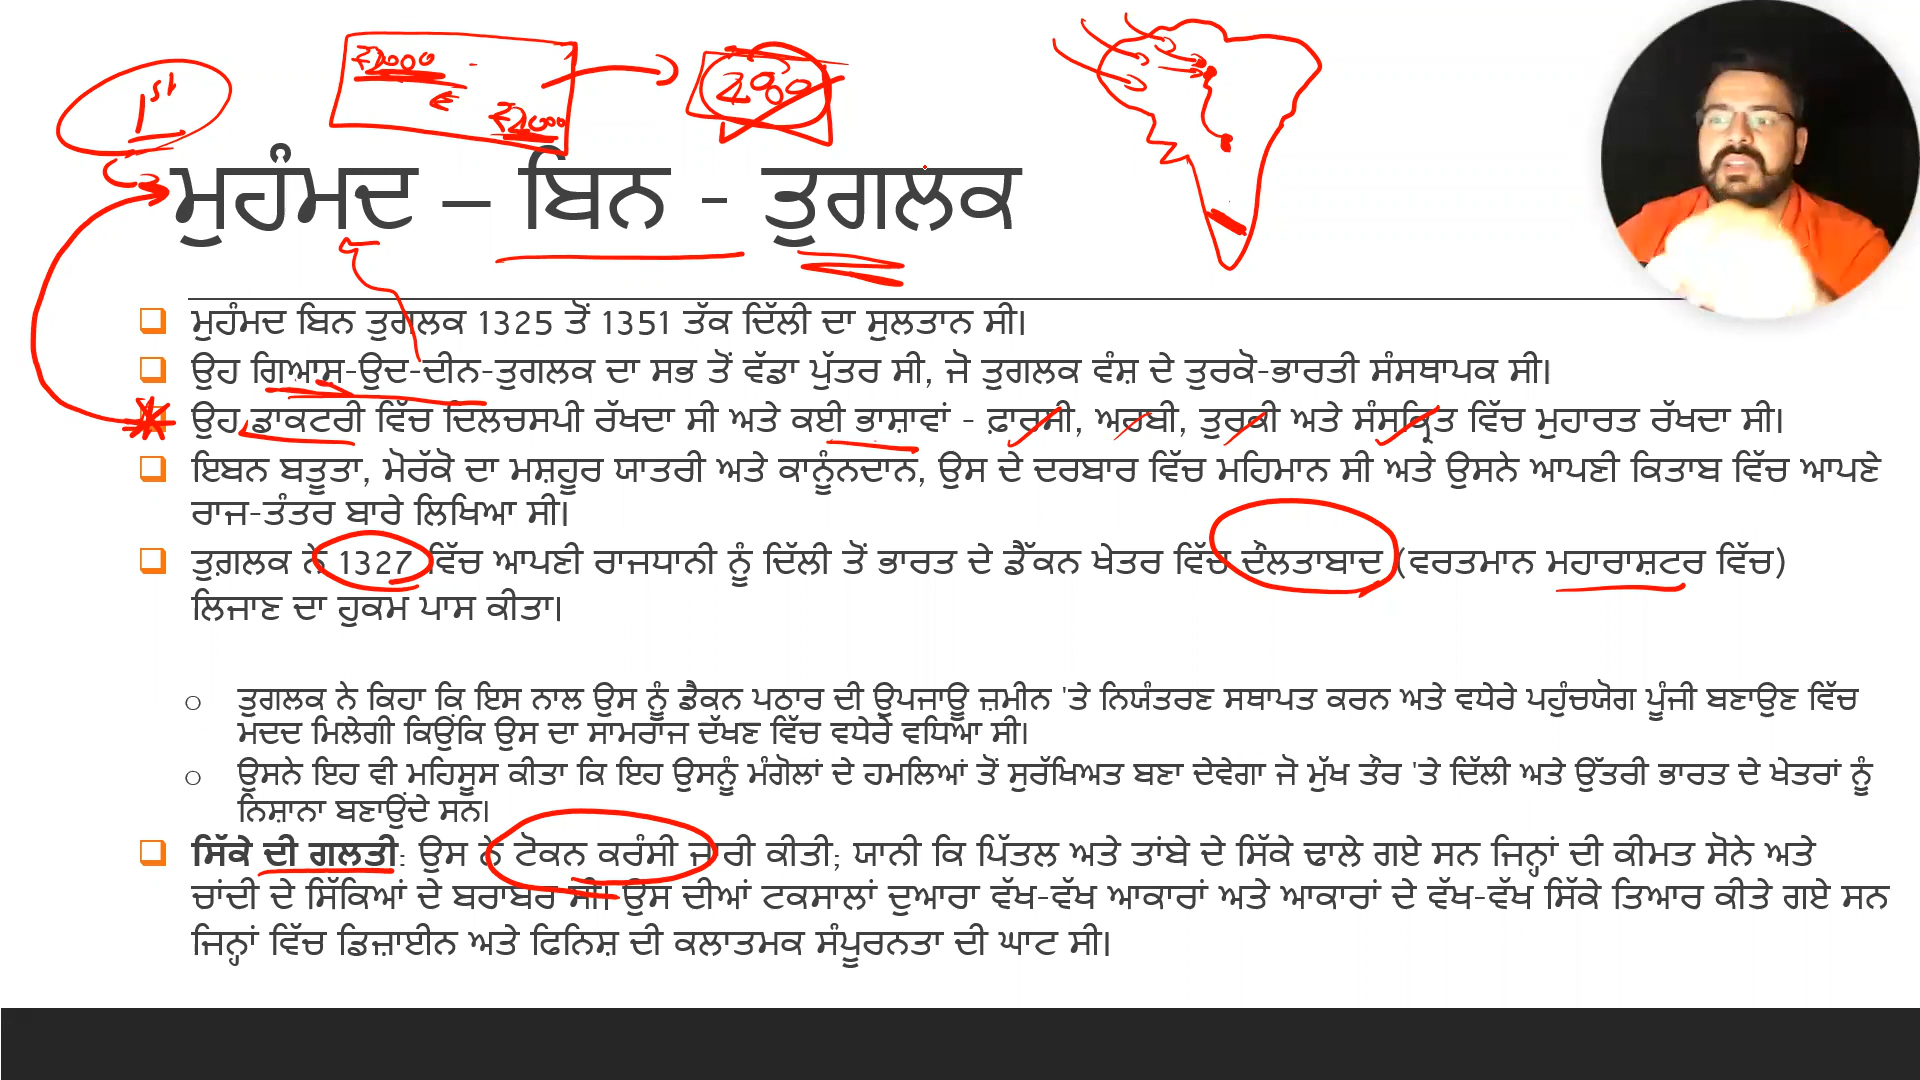 1st
₹2000
₹2000
ਮੁਹੰਮਦ – ਬਿਨ - ਤੁਗਲਕ
ਮੁਹੰਮਦ ਬਿਨ ਤੁਗਲਕ 1325 ਤੋਂ 1351 ਤੱਕ ਦਿੱਲੀ ਦਾ ਸੁਲਤਾਨ ਸੀ।
ਉਹ ਗਿਆਸ-ਉਦ-ਦੀਨ-ਤੁਗਲਕ ਦਾ ਸਭ ਤੋਂ ਵੱਡਾ ਪੁੱਤਰ ਸੀ, ਜੋ ਤੁਗਲਕ ਵੰਸ਼ ਦੇ ਤੁਰਕੋ-ਭਾਰਤੀ ਸੰਸਥਾਪਕ ਸੀ।
ਉਹ ਡਾਕਟਰੀ ਵਿੱਚ ਦਿਲਚਸਪੀ ਰੱਖਦਾ ਸੀ ਅਤੇ ਕਈ ਭਾਸ਼ਾਵਾਂ - ਫ਼ਾਰਸੀ, ਅਰਬੀ, ਤੁਰਕੀ ਅਤੇ ਸੰਸਕ੍ਰਿਤ ਵਿੱਚ ਮੁਹਾਰਤ ਰੱਖਦਾ ਸੀ।
ਇਬਨ ਬਤੂਤਾ, ਮੋਰੱਕੋ ਦਾ ਮਸ਼ਹੂਰ ਯਾਤਰੀ ਅਤੇ ਕਾਨੂੰਨਦਾਨ, ਉਸ ਦੇ ਦਰਬਾਰ ਵਿੱਚ ਮਹਿਮਾਨ ਸੀ ਅਤੇ ਉਸਨੇ ਆਪਣੀ ਕਿਤਾਬ ਵਿੱਚ ਆਪਣੇ
ਰਾਜ-ਤੰਤਰ ਬਾਰੇ ਲਿਖਿਆ ਸੀ।
ਤੁਗ਼ਲਕ ਨੇ 1327 ਵਿੱਚ ਆਪਣੀ ਰਾਜਧਾਨੀ ਨੂੰ ਦਿੱਲੀ ਤੋਂ ਭਾਰਤ ਦੇ ਡੈੱਕਨ ਖੇਤਰ ਵਿੱਚ ਦੌਲਤਾਬਾਦ (ਵਰਤਮਾਨ ਮਹਾਰਾਸ਼ਟਰ ਵਿੱਚ)
ਲਿਜਾਣ ਦਾ ਹੁਕਮ ਪਾਸ ਕੀਤਾ।
ਤੁਗਲਕ ਨੇ ਕਿਹਾ ਕਿ ਇਸ ਨਾਲ ਉਸ ਨੂੰ ਡੈਕਨ ਪਠਾਰ ਦੀ ਉਪਜਾਊ ਜ਼ਮੀਨ 'ਤੇ ਨਿਯੰਤਰਣ ਸਥਾਪਤ ਕਰਨ ਅਤੇ ਵਧੇਰੇ ਪਹੁੰਚਯੋਗ ਪੂੰਜੀ ਬਣਾਉਣ ਵਿੱਚ
ਮਦਦ ਮਿਲੇਗੀ ਕਿਉਂਕਿ ਉਸ ਦਾ ਸਾਮਰਾਜ ਦੱਖਣ ਵਿੱਚ ਵਧੇਰੇ ਵਧਿਆ ਸੀ।
ਉਸਨੇ ਇਹ ਵੀ ਮਹਿਸੂਸ ਕੀਤਾ ਕਿ ਇਹ ਉਸਨੂੰ ਮੰਗੋਲਾਂ ਦੇ ਹਮਲਿਆਂ ਤੋਂ ਸੁਰੱਖਿਅਤ ਬਣਾ ਦੇਵੇਗਾ ਜੋ ਮੁੱਖ ਤੌਰ 'ਤੇ ਦਿੱਲੀ ਅਤੇ ਉੱਤਰੀ ਭਾਰਤ ਦੇ ਖੇਤਰਾਂ ਨੂੰ
ਨਿਸ਼ਾਨਾ ਬਣਾਉਂਦੇ ਸਨ।
ਸਿੱਕੇ ਦੀ ਗਲਤੀ: ਉਸ ਨੇ ਟੋਕਨ ਕਰੰਸੀ ਜਾਰੀ ਕੀਤੀ; ਯਾਨੀ ਕਿ ਪਿੱਤਲ ਅਤੇ ਤਾਂਬੇ ਦੇ ਸਿੱਕੇ ਢਾਲੇ ਗਏ ਸਨ ਜਿਨ੍ਹਾਂ ਦੀ ਕੀਮਤ ਸੋਨੇ ਅਤੇ
ਚਾਂਦੀ ਦੇ ਸਿੱਕਿਆਂ ਦੇ ਬਰਾਬਰ ਸੀ। ਉਸ ਦੀਆਂ ਟਕਸਾਲਾਂ ਦੁਆਰਾ ਵੱਖ-ਵੱਖ ਆਕਾਰਾਂ ਅਤੇ ਆਕਾਰਾਂ ਦੇ ਵੱਖ-ਵੱਖ ਸਿੱਕੇ ਤਿਆਰ ਕੀਤੇ ਗਏ ਸਨ
ਜਿਨ੍ਹਾਂ ਵਿੱਚ ਡਿਜ਼ਾਈਨ ਅਤੇ ਫਿਨਿਸ਼ ਦੀ ਕਲਾਤਮਕ ਸੰਪੂਰਨਤਾ ਦੀ ਘਾਟ ਸੀ।